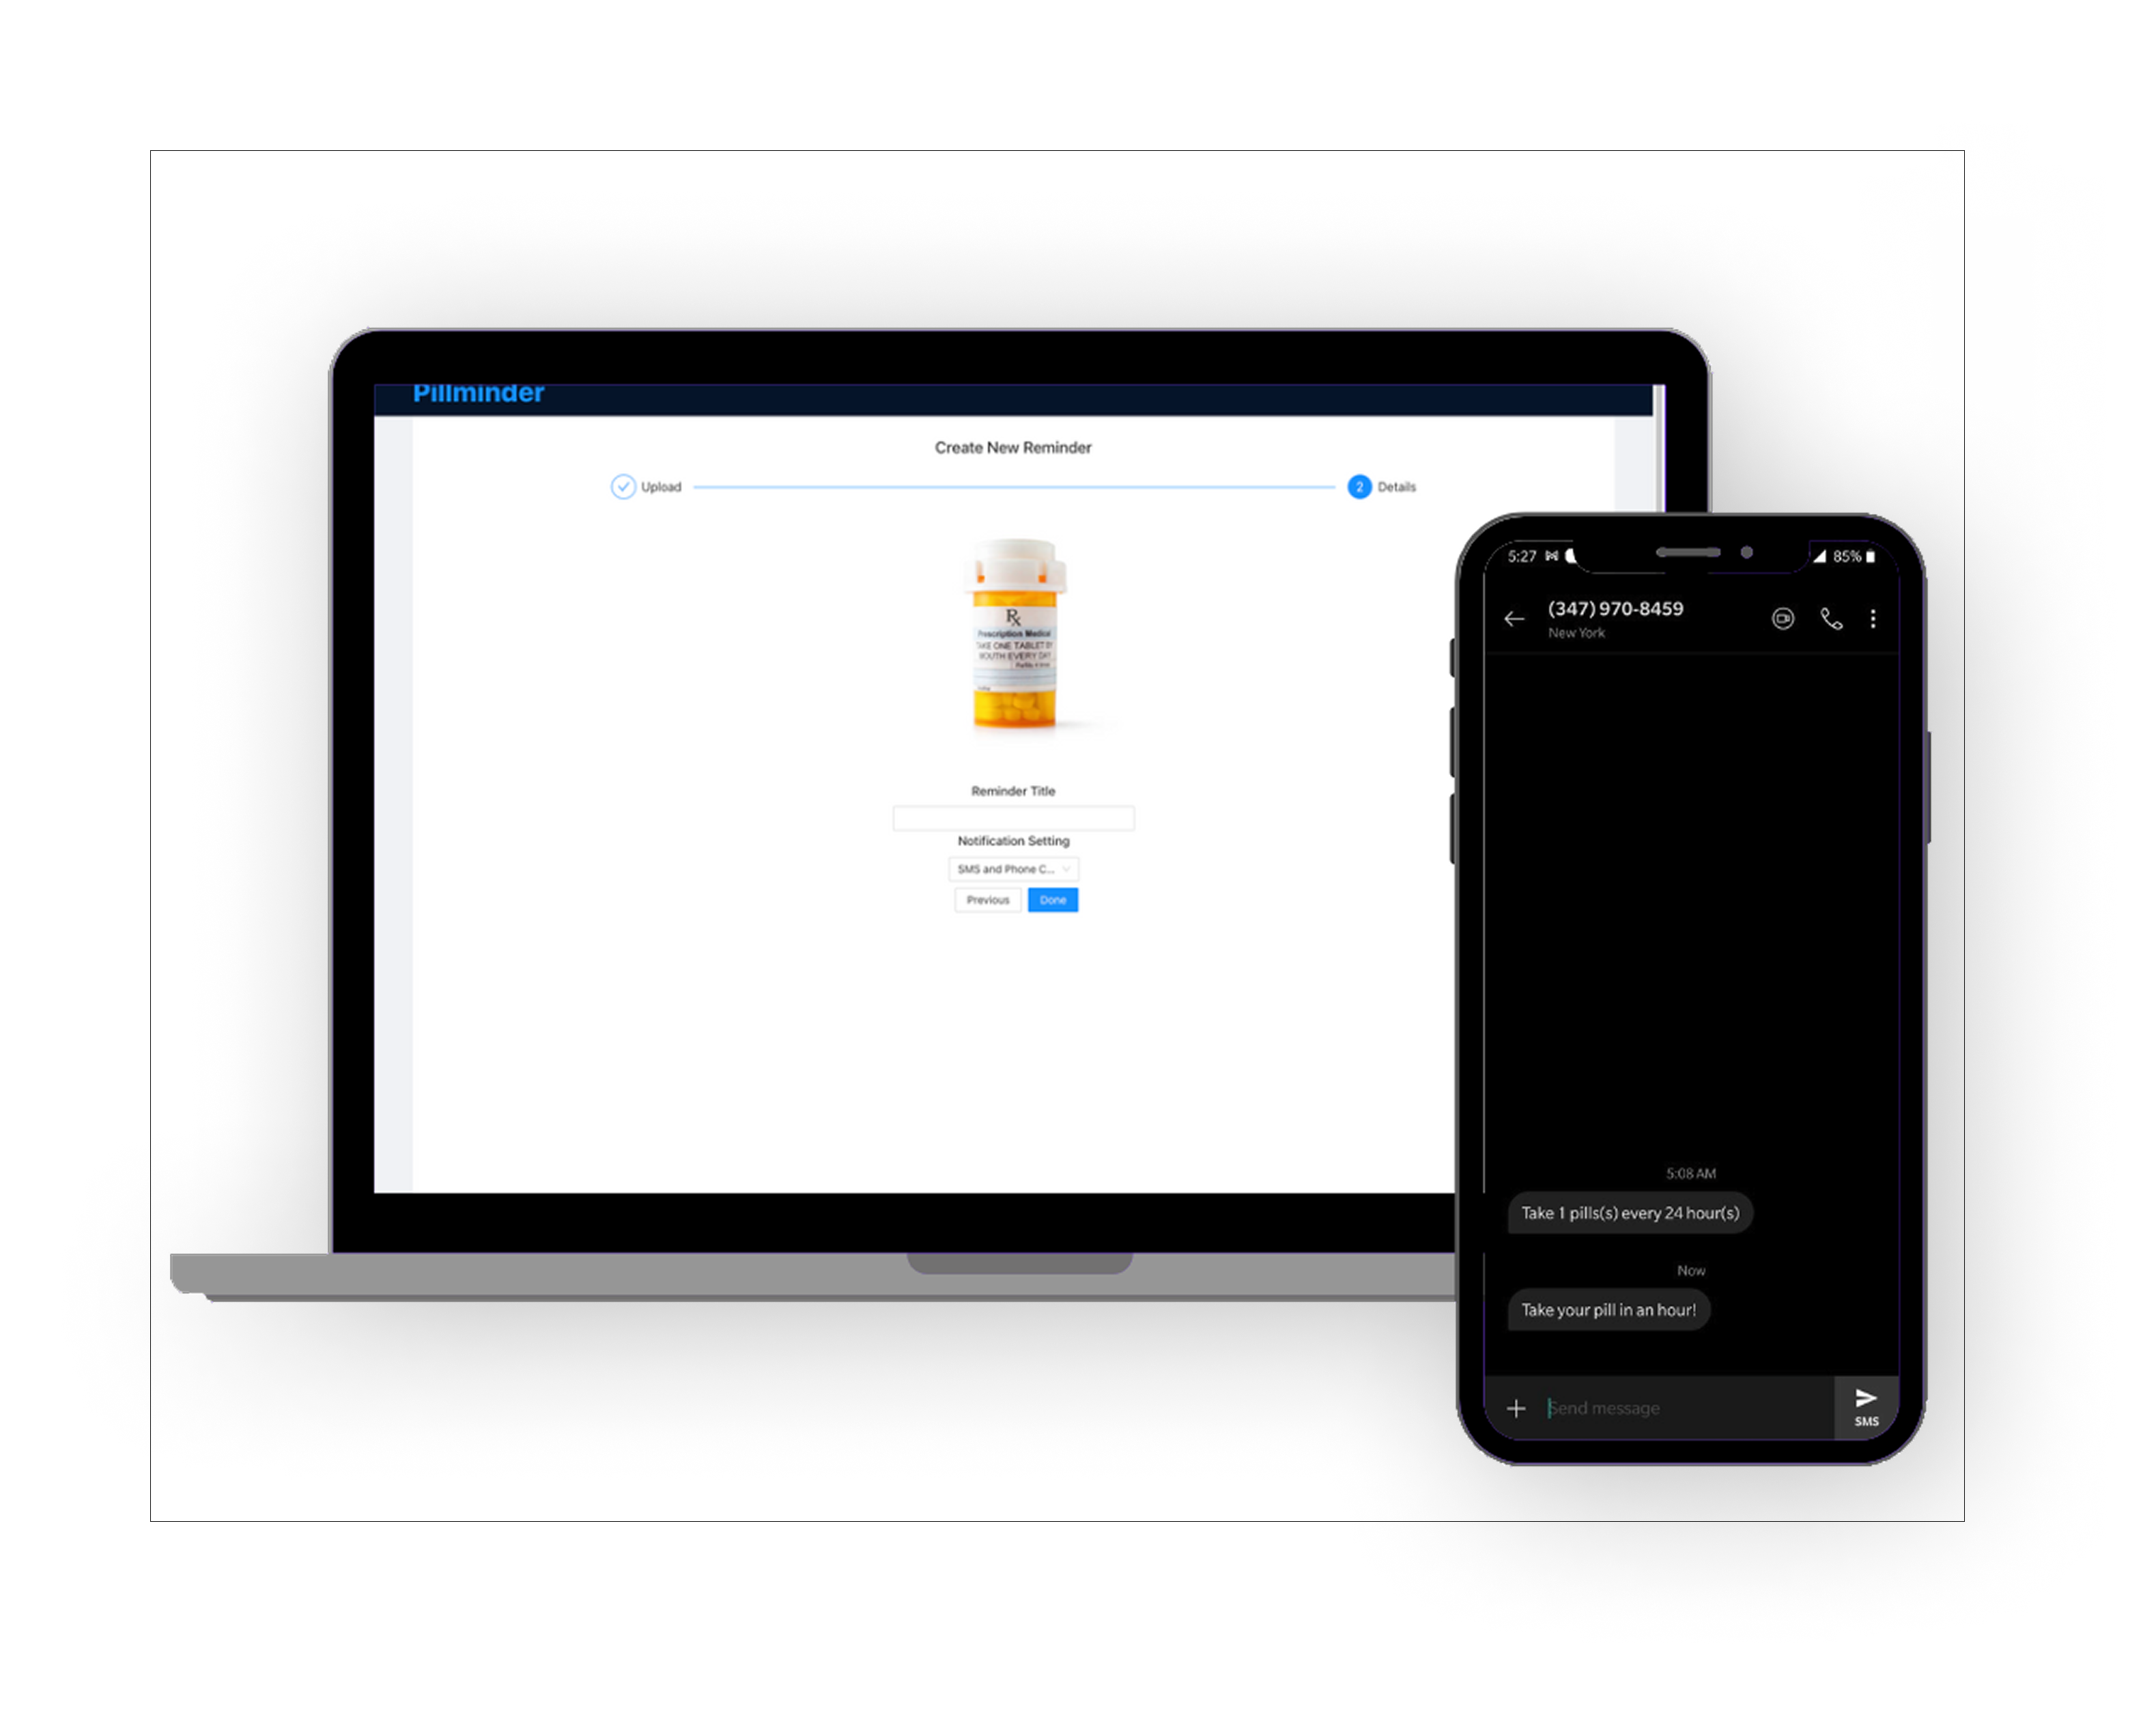 Pillminder
Create New Reminder
Upload
2 Details
Rx
Prescription Medical
TAKE ONE TABLET BY
MOUTH EVERY DAY
Reminder Title
Notification Setting
SMS and Phone C...
Previous Done
5:27 85%
(347) 970-8459
New York
5:08 AM
Take 1 pills(s) every 24 hour(s)
Now
Take your pill in an hour!
Send message
SMS